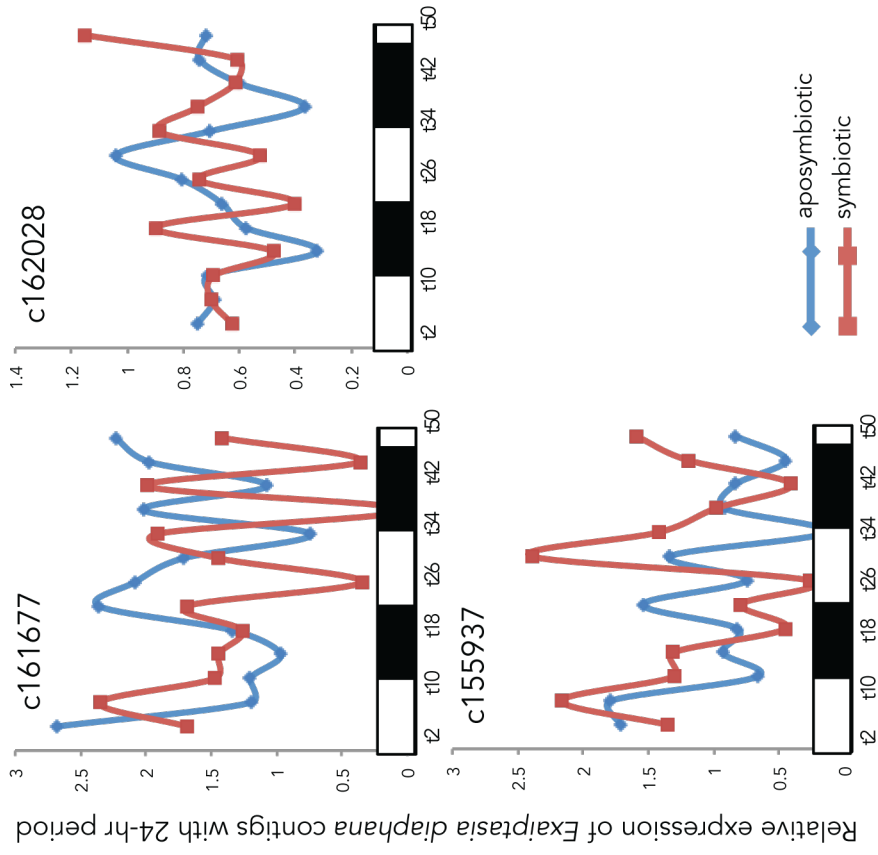 Relative expression of Exaiptasia diaphana contigs with 24-hr period
c161677
3
2.5
2
1.5
1
0.5
0
t2
t10
t18
t26
t34
t42
t50
c162028
1.4
1.2
1
0.8
0.6
0.4
0.2
0
t2
t10
t18
t26
t34
t42
t50
c155937
3
2.5
2
1.5
1
0.5
0
t2
t10
t18
t26
t34
t42
t50
aposymbiotic
symbiotic